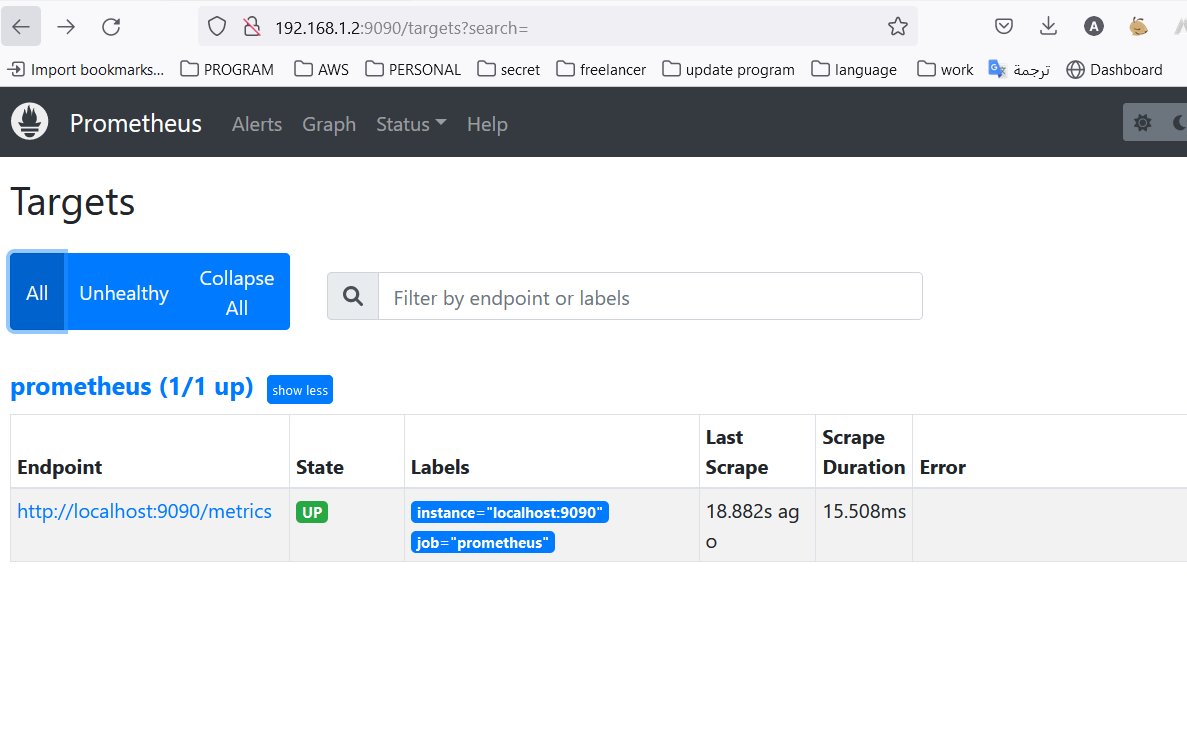 192.168.1.2:9090/targets?search=
Import bookmarks... PROGRAM AWS PERSONAL secret freelancer update program language work ترجمة Dashboard
Prometheus Alerts Graph Status Help
Targets
All Unhealthy Collapse All
Filter by endpoint or labels
prometheus (1/1 up) show less
Endpoint State Labels Last Scrape Scrape Duration Error
http://localhost:9090/metrics UP instance="localhost:9090" 18.882s ago 15.508ms
job="prometheus"